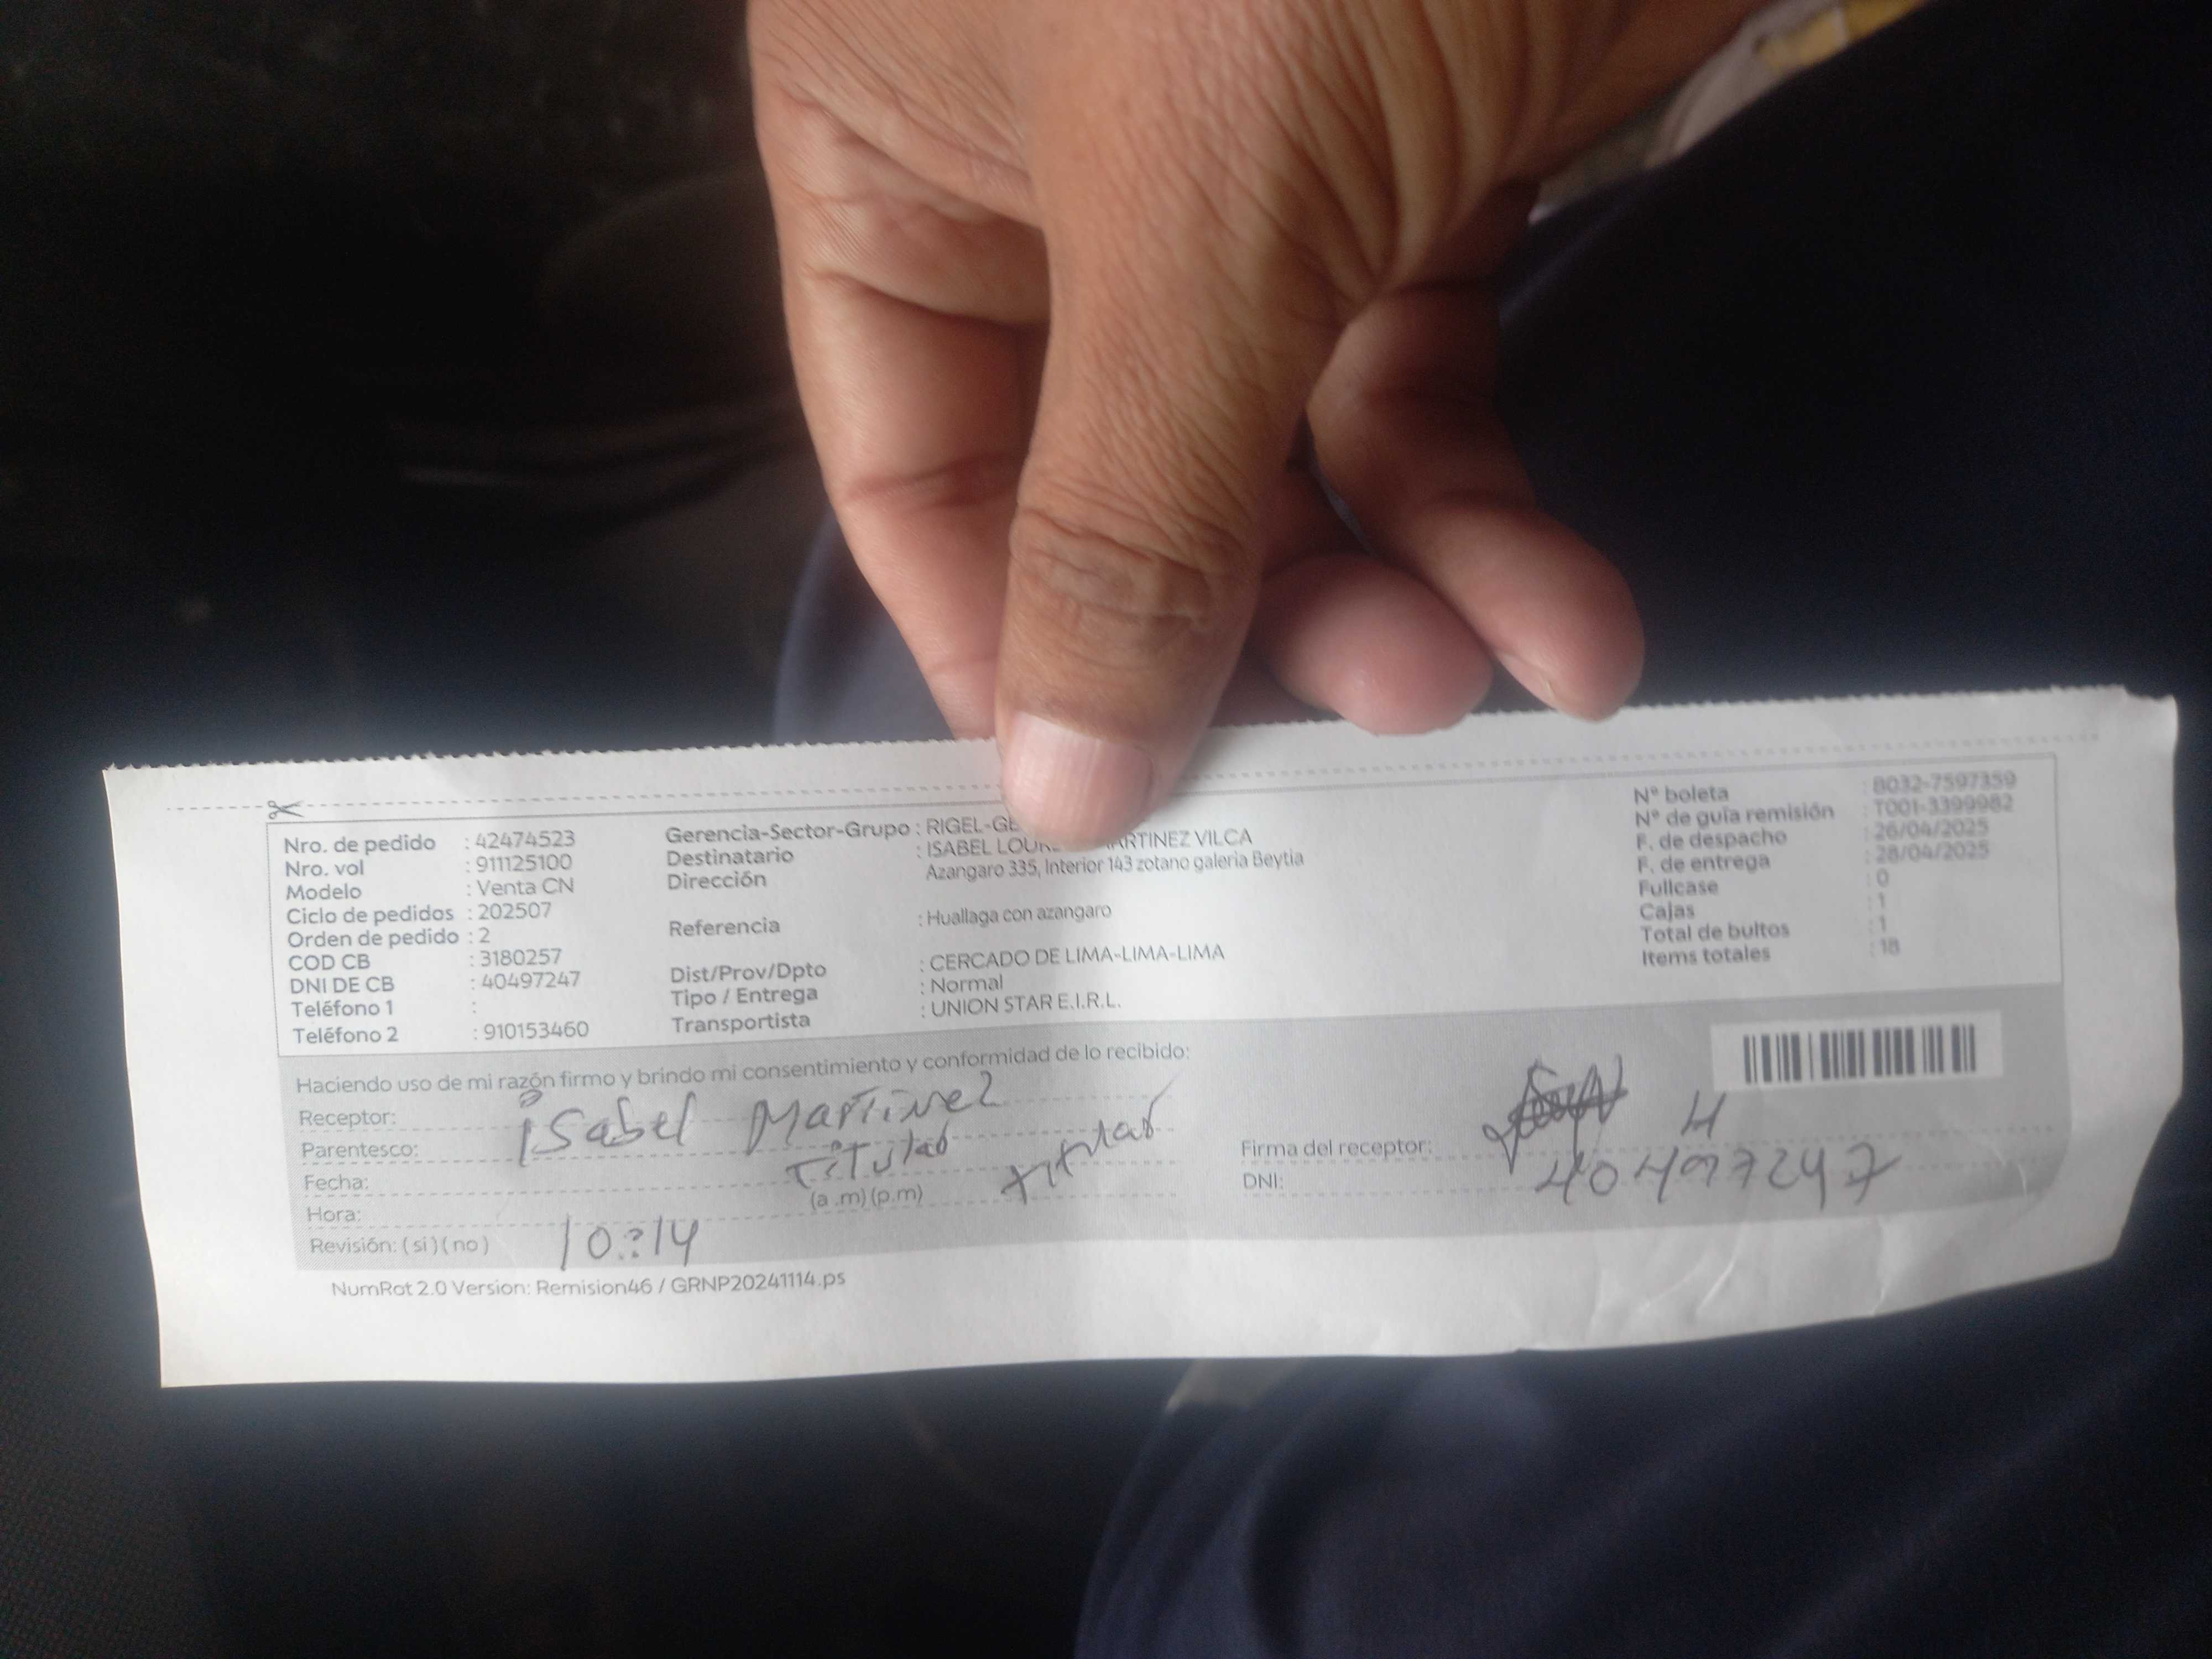 Nro. de pedido : 42474523
Nro. vol : 911125100
Modelo : Venta CN
Ciclo de pedidos : 202507
Orden de pedido : 2
COD CB : 3180257
DNI DE CB : 40497247
Teléfono 1 :
Teléfono 2 : 910153460
Gerencia-Sector-Grupo : RIGEL-GE
Destinatario : ISABEL MARTINEZ VILCA
Dirección Azangaro 335, Interior 143 zotano galeria Beytia
Referencia : Huallaga con azangaro
Dist/Prov/Dpto : CERCADO DE LIMA-LIMA-LIMA
Tipo / Entrega : Normal
Transportista : UNION STAR E.I.R.L.
N° boleta : B032-7597359
N° de guía remisión : T001-3399982
F. de despacho : 26/04/2025
F. de entrega : 28/04/2025
Fullcase : 0
Cajas : 1
Total de bultos : 1
Items totales : 18
Haciendo uso de mi razón firmo y brindo mi consentimiento y conformidad de lo recibido:
Receptor: isabel Martinez
Parentesco: Titular
Fecha: titular
Hora: (a .m) (p.m)
Revisión: ( si ) ( no ) 10:14
Firma del receptor:
DNI: 40497247
NumRot 2.0 Version: Remision46 / GRNP20241114.ps